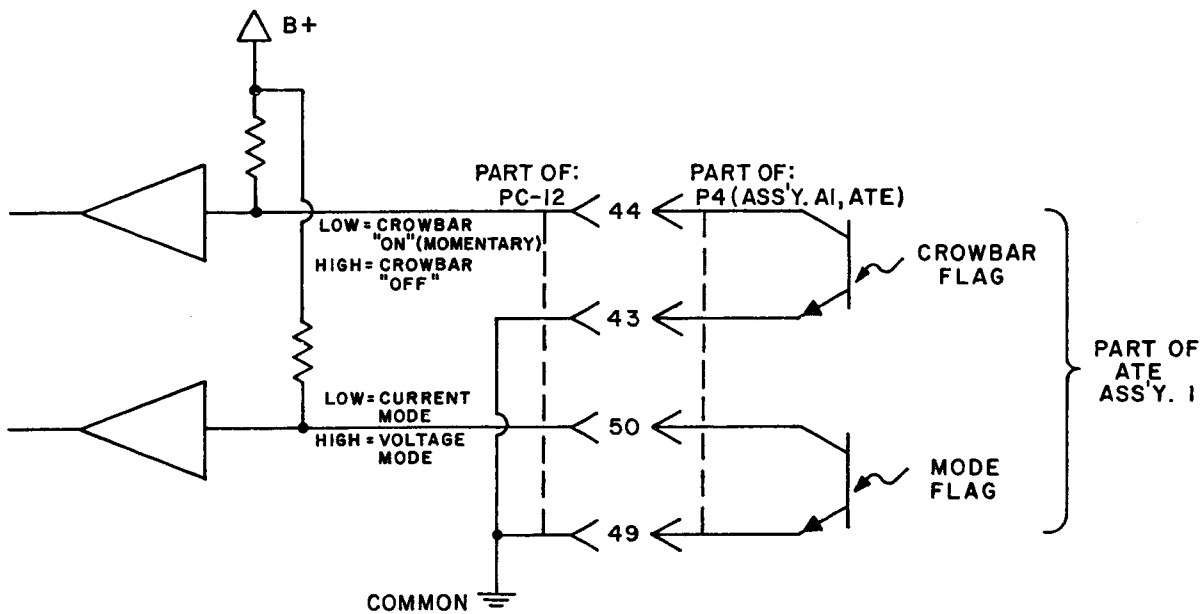 B+
PART OF:
PC-12
PART OF:
P4 (ASS'Y. A1, ATE)
44
LOW = CROWBAR
"ON" (MOMENTARY)
HIGH = CROWBAR
"OFF"
CROWBAR
FLAG
43
PART OF
ATE
ASS'Y. 1
LOW = CURRENT
MODE
50
HIGH = VOLTAGE
MODE
MODE
FLAG
49
COMMON